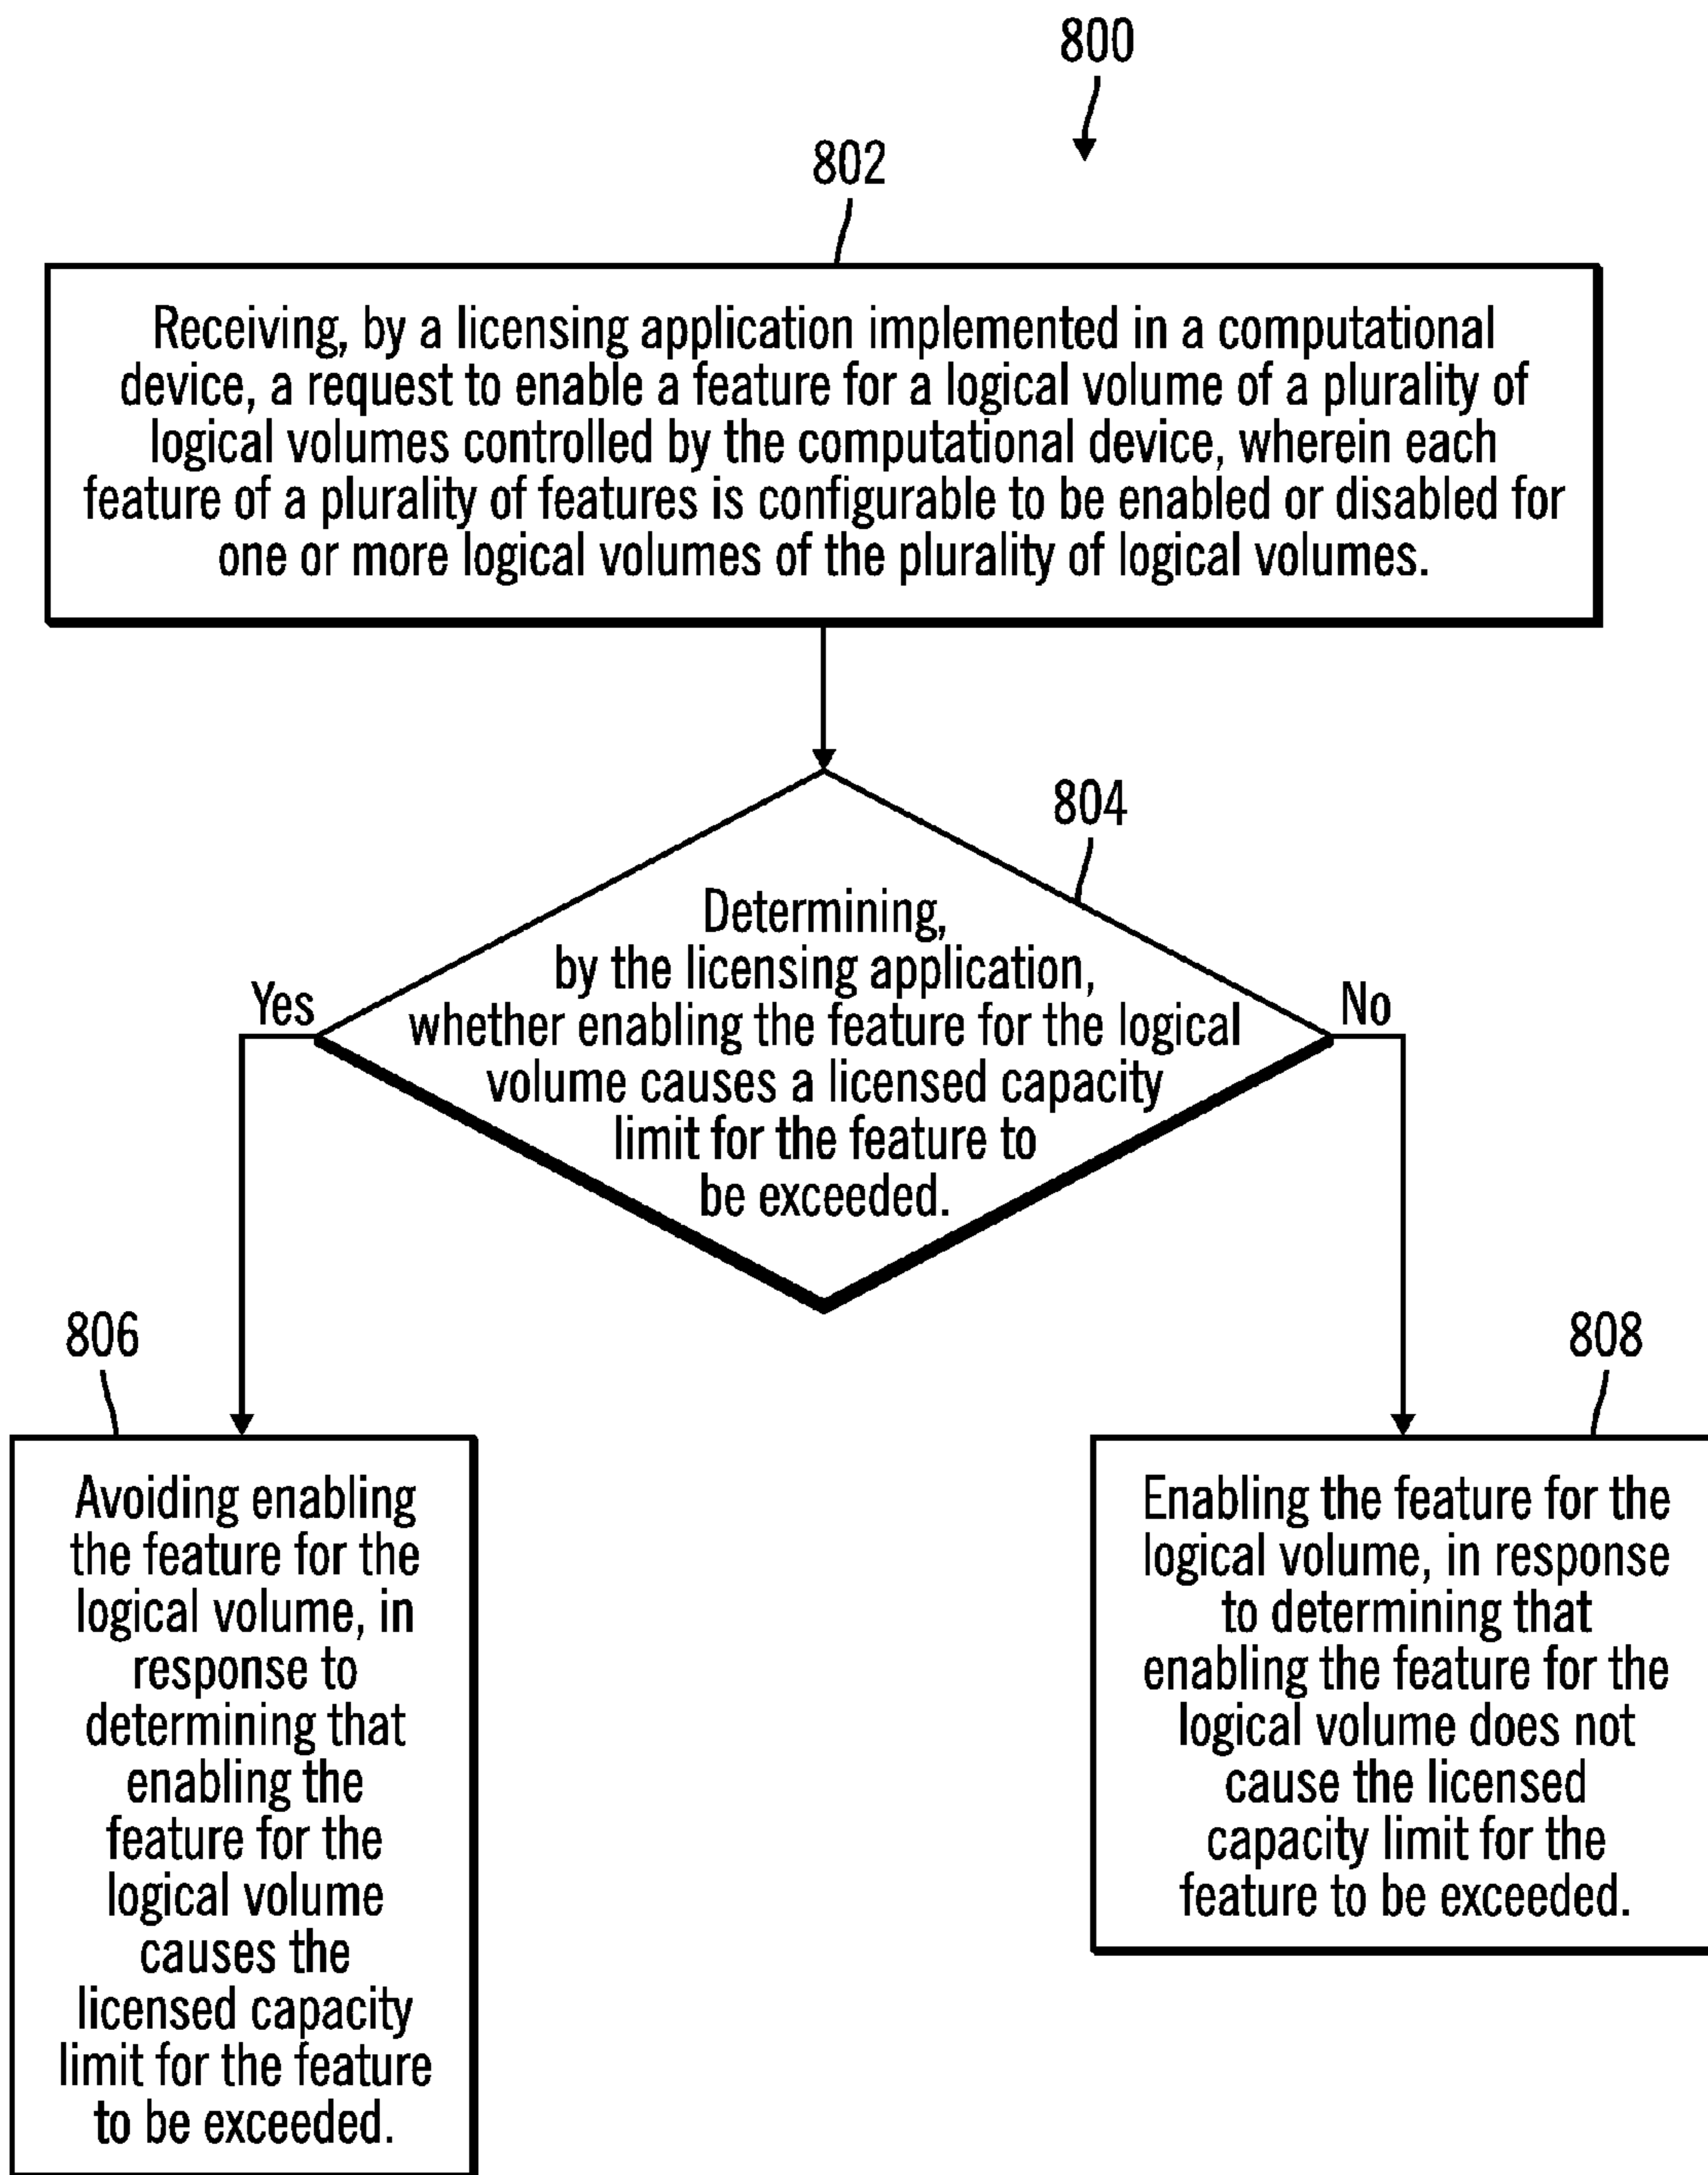 800
802
Receiving, by a licensing application implemented in a computational
device, a request to enable a feature for a logical volume of a plurality of
logical volumes controlled by the computational device, wherein each
feature of a plurality of features is configurable to be enabled or disabled for
one or more logical volumes of the plurality of logical volumes.
804
Determining,
by the licensing application,
whether enabling the feature for the logical
volume causes a licensed capacity
limit for the feature to
be exceeded.
Yes
No
806
Avoiding enabling
the feature for the
logical volume, in
response to
determining that
enabling the
feature for the
logical volume
causes the
licensed capacity
limit for the feature
to be exceeded.
808
Enabling the feature for the
logical volume, in response
to determining that
enabling the feature for the
logical volume does not
cause the licensed
capacity limit for the
feature to be exceeded.